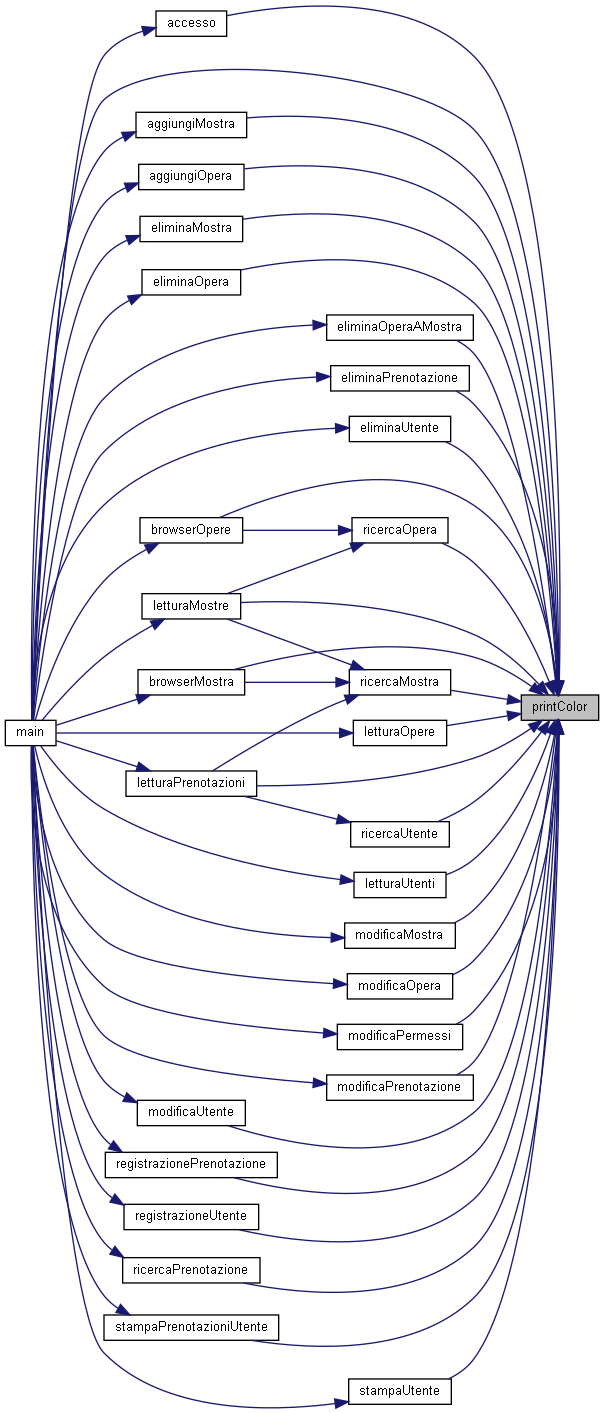 accesso
aggiungiMostra
aggiungiOpera
eliminaMostra
eliminaOpera
eliminaOperaAMostra
eliminaPrenotazione
eliminaUtente
browserOpere
ricercaOpera
letturaMostre
browserMostra
ricercaMostra
printColor
main
letturaOpere
letturaPrenotazioni
ricercaUtente
letturaUtenti
modificaMostra
modificaOpera
modificaPermessi
modificaPrenotazione
modificaUtente
registrazionePrenotazione
registrazioneUtente
ricercaPrenotazione
stampaPrenotazioniUtente
stampaUtente